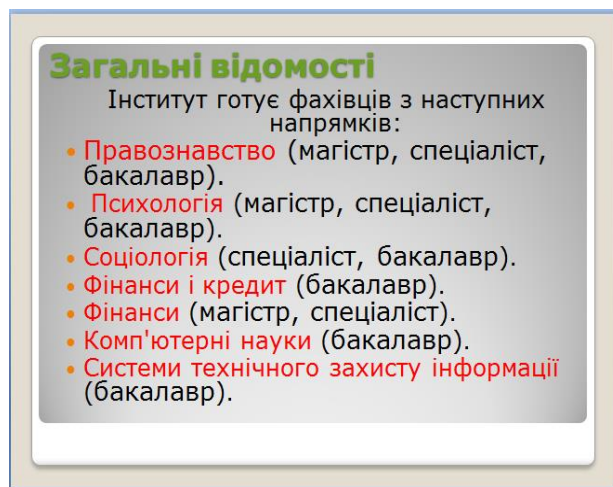 Загальні відомості
Інститут готує фахівців з наступних
напрямків:
• Правознавство (магістр, спеціаліст,
бакалавр).
• Психологія (магістр, спеціаліст,
бакалавр).
• Соціологія (спеціаліст, бакалавр).
• Фінанси і кредит (бакалавр).
• Фінанси (магістр, спеціаліст).
• Комп'ютерні науки (бакалавр).
• Системи технічного захисту інформації
(бакалавр).